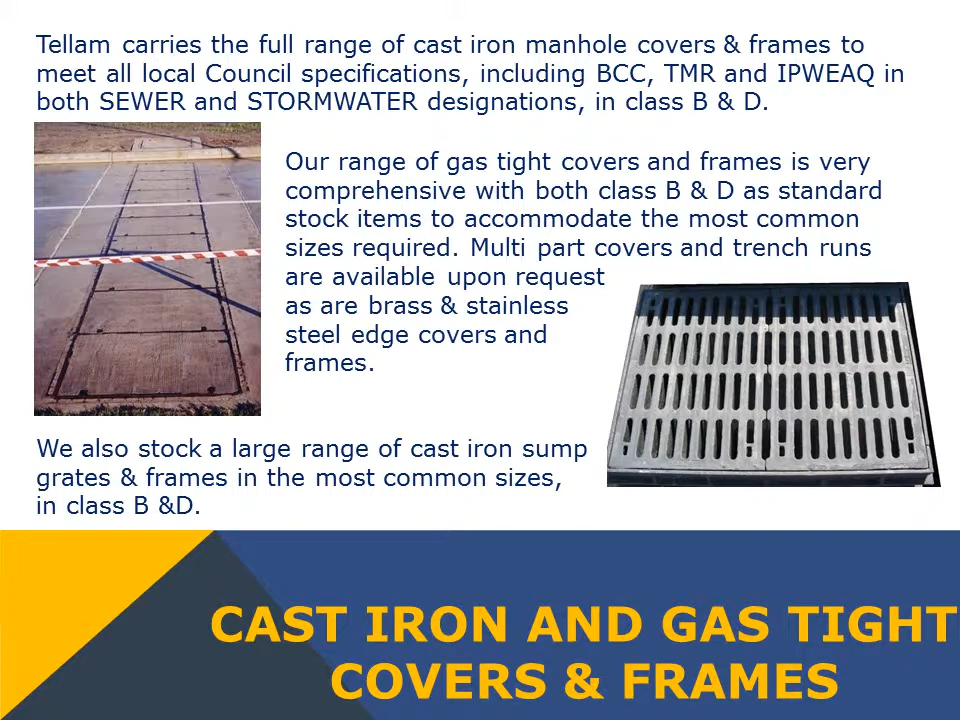 Tellam carries the full range of cast iron manhole covers & frames to
meet all local Council specifications, including BCC, TMR and IPWEAQ in
both SEWER and STORMWATER designations, in class B & D.
Our range of gas tight covers and frames is very
comprehensive with both class B & D as standard
stock items to accommodate the most common
sizes required. Multi part covers and trench runs
are available upon request
as are brass & stainless
steel edge covers and
frames.
We also stock a large range of cast iron sump
grates & frames in the most common sizes,
in class B &D.
CAST IRON AND GAS TIGHT
COVERS & FRAMES